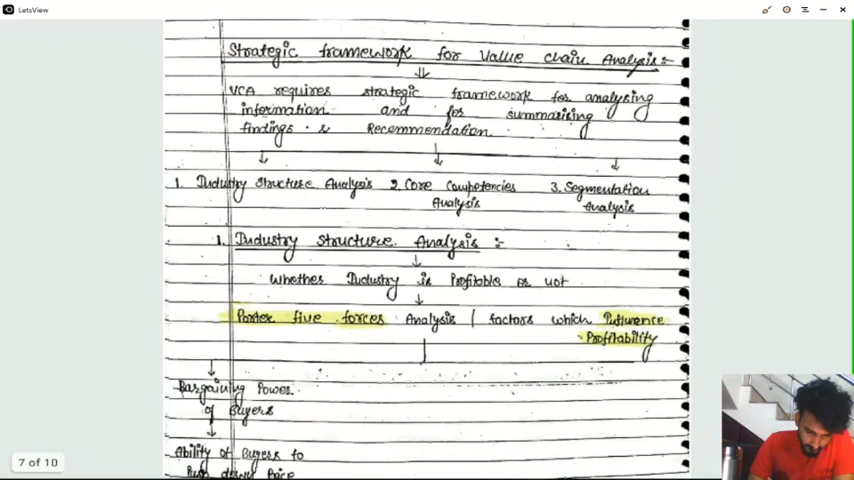 LetsView
Strategic framework for Value chain Analysis:-
VCA requires strategic framework for analysing
information and for summarising
findings & Recommendation
1. Industry Structure Analysis 2. Core Competencies 3. Segmentation
Analysis Analysis
1. Industry Structure Analysis :-
Whether Industry is Profitable or not
Porter five forces Analysis / factors which Influence
Profitability
Bargaining Power
of Buyers
Ability of Buyers to
down Price
7 of 10